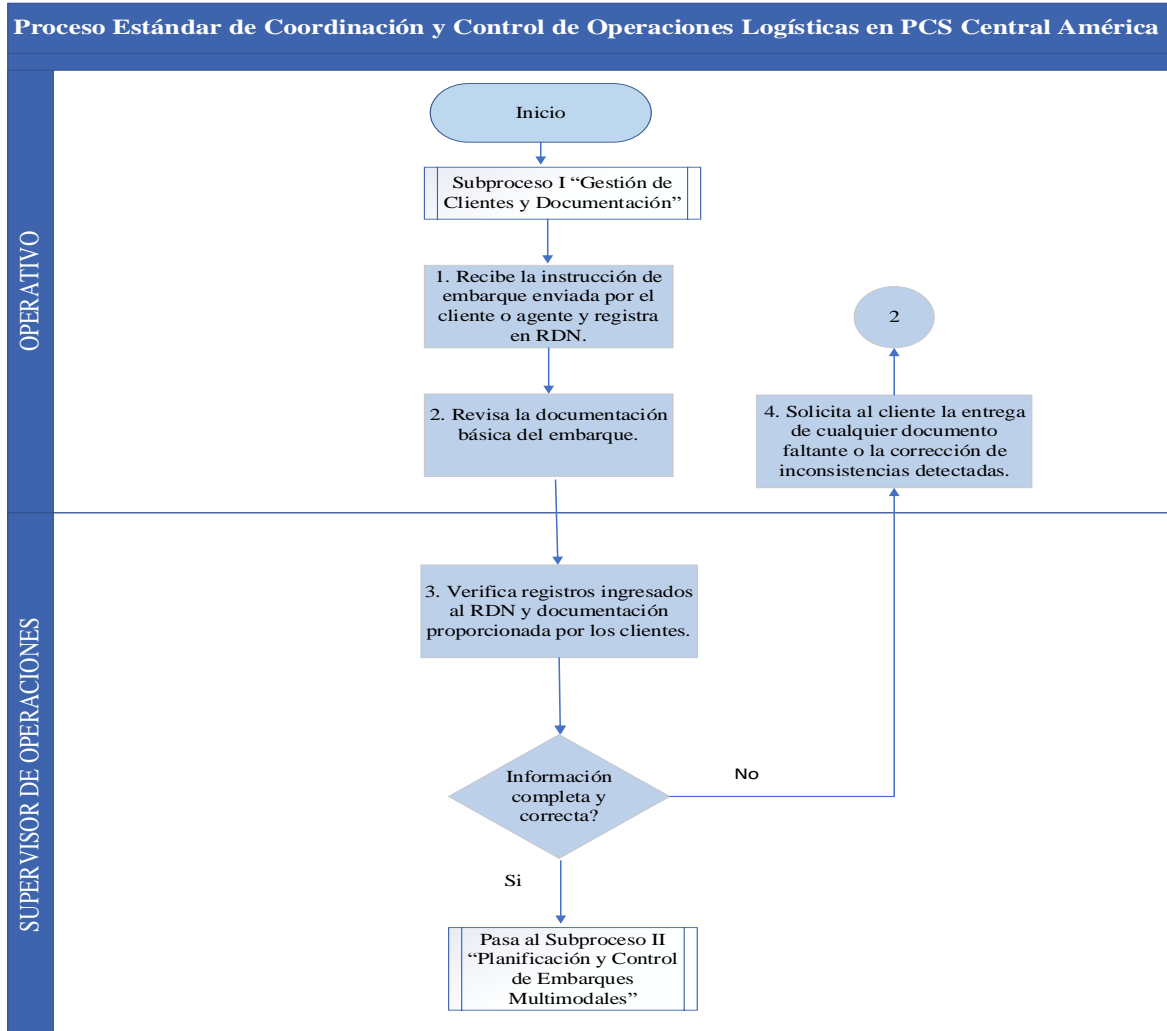 Proceso Estándar de Coordinación y Control de Operaciones Logísticas en PCS Central América
OPERATIVO
Inicio
Subproceso I “Gestión de
Clientes y Documentación”
1. Recibe la instrucción de
embarque enviada por el
cliente o agente y registra
en RDN.
2
2. Revisa la documentación
básica del embarque.
4. Solicita al cliente la entrega
de cualquier documento
faltante o la corrección de
inconsistencias detectadas.
SUPERVISOR DE OPERACIONES
3. Verifica registros ingresados
al RDN y documentación
proporcionada por los clientes.
Información
completa y
correcta?
No
Si
Pasa al Subproceso II
“Planificación y Control
de Embarques
Multimodales”